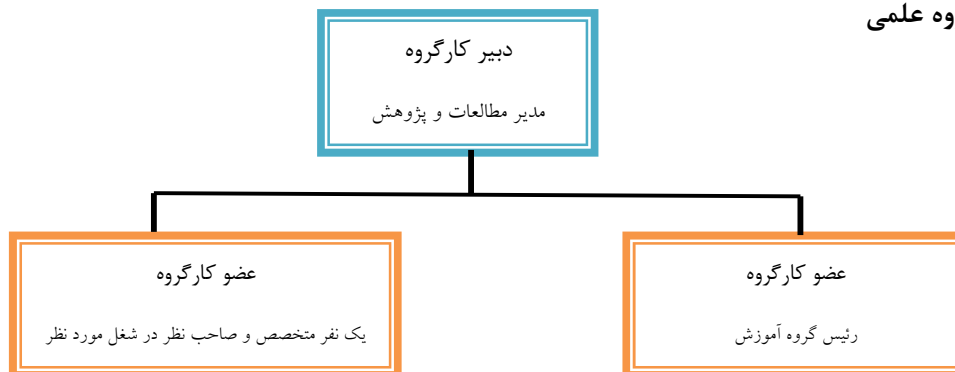 وه علمی
دبیر کارگروه
مدیر مطالعات و پژوهش
عضو کارگروه
رئیس گروه آموزش
عضو کارگروه
یک نفر متخصص و صاحب نظر در شغل مورد نظر